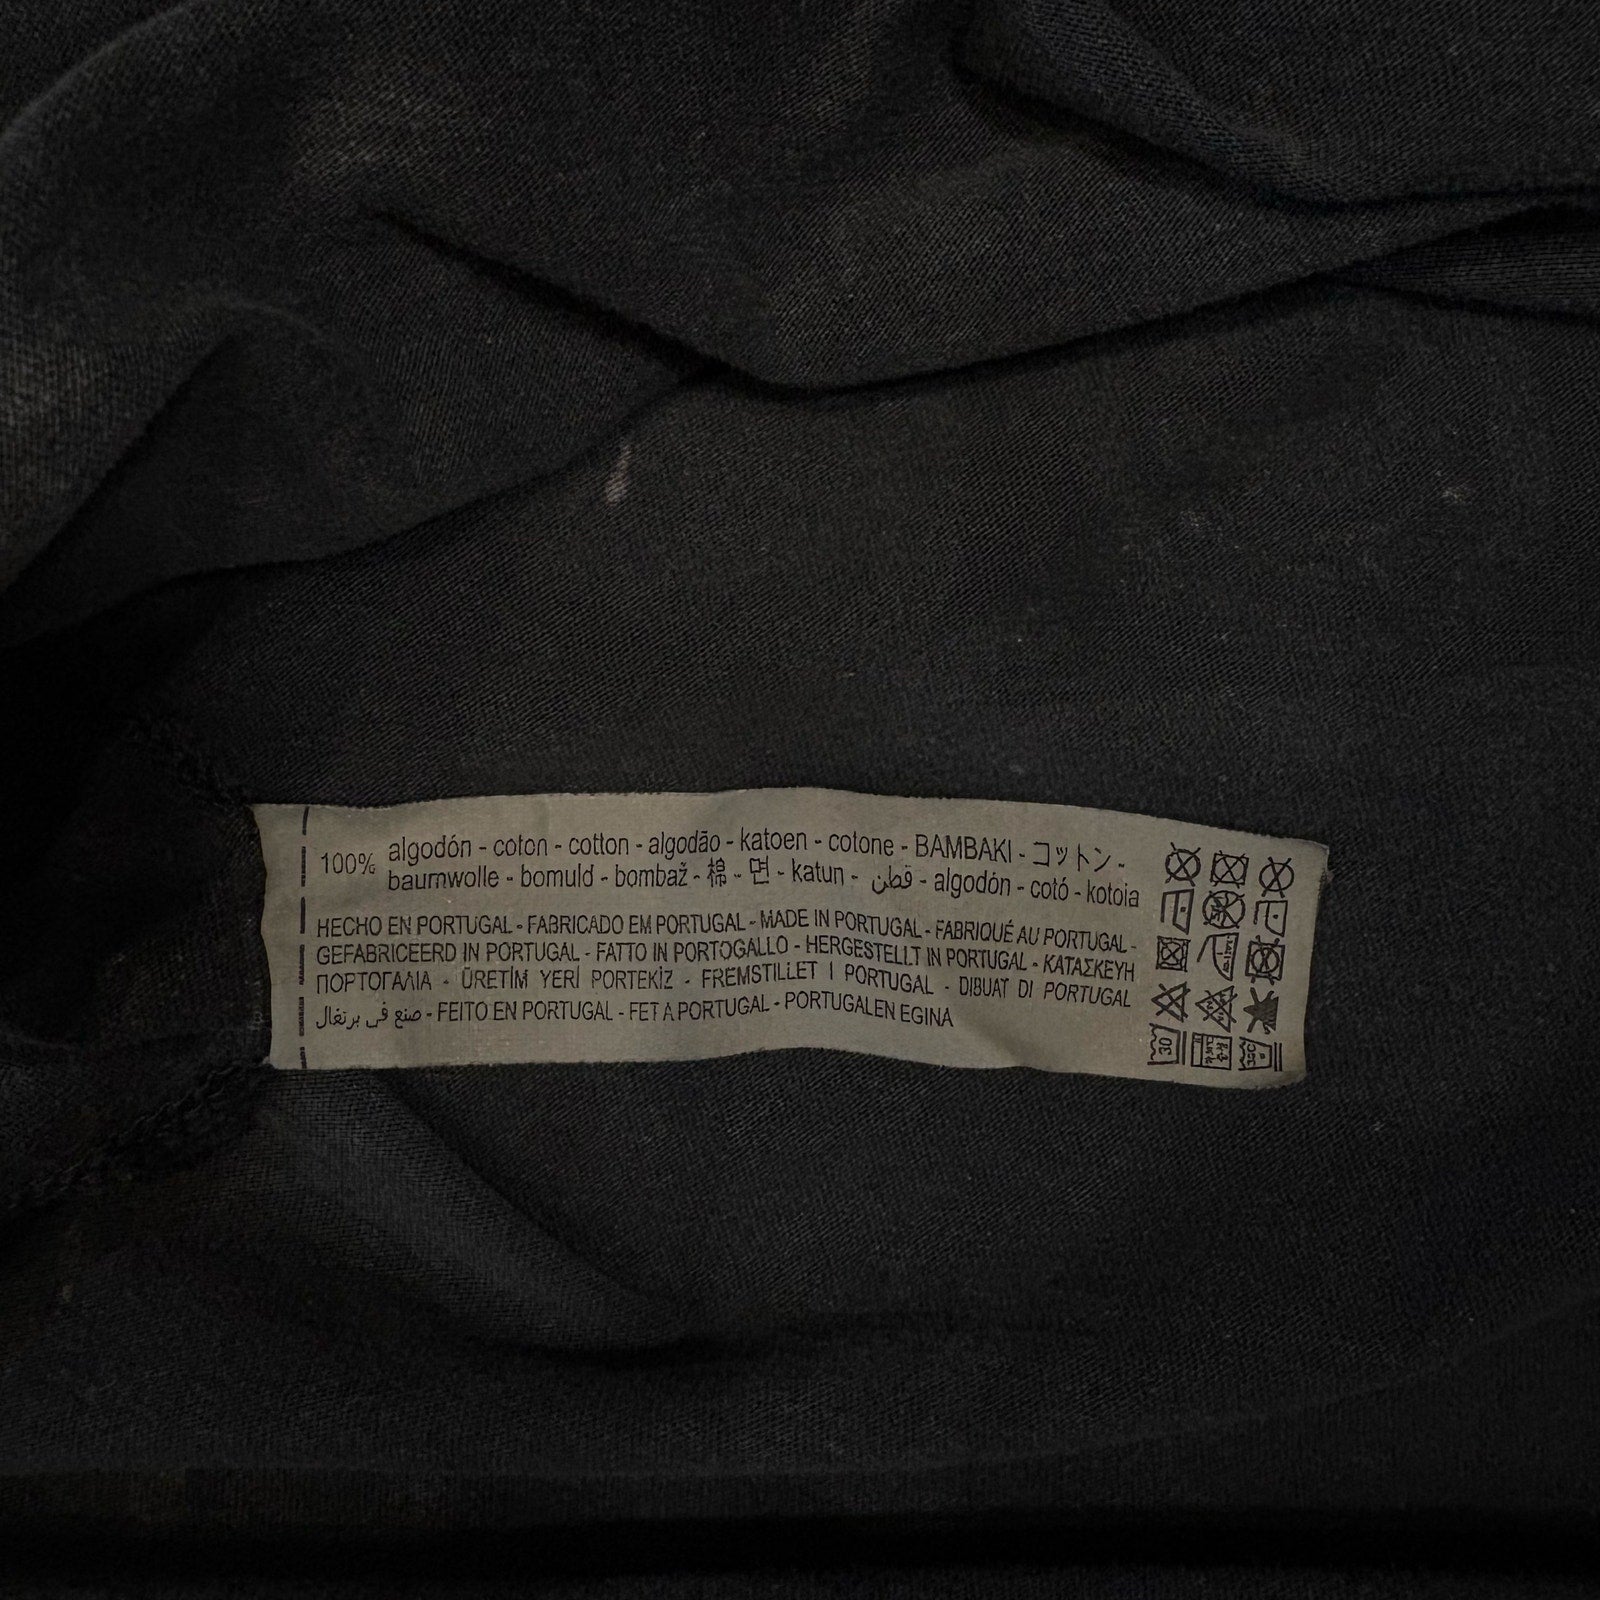 100% algodón - coton - cotton - algodão - katoen - cotone - BAMBAKI - コットン -
baumwolle - bomuld - bombaž - 棉 - 면 - katun - قطن - algodón - cotó - kotoia
HECHO EN PORTUGAL - FABRICADO EM PORTUGAL - MADE IN PORTUGAL - FABRIQUÉ AU PORTUGAL -
GEFABRICEERD IN PORTUGAL - FATTO IN PORTOGALLO - HERGESTELLT IN PORTUGAL - ΚΑΤΑΣΚΕΥΗ
ΠΟΡΤΟΓΑΛΙΑ - ÜRETİM YERİ PORTEKİZ - FREMSTILLET I PORTUGAL - DIBUAT DI PORTUGAL
صنع في برتغال - FEITO EN PORTUGAL - FET A PORTUGAL - PORTUGALEN EGINA
30